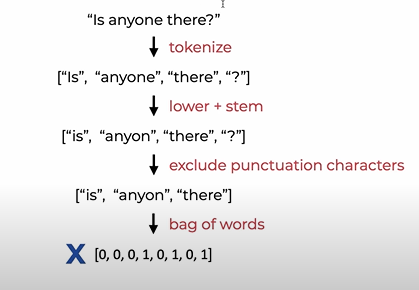 “Is anyone there?”
tokenize
[“Is”, “anyone”, “there”, “?”]
lower + stem
[“is”, “anyon”, “there”, “?”]
exclude punctuation characters
[“is”, “anyon”, “there”]
bag of words
X [0, 0, 0, 1, 0, 1, 0, 1]